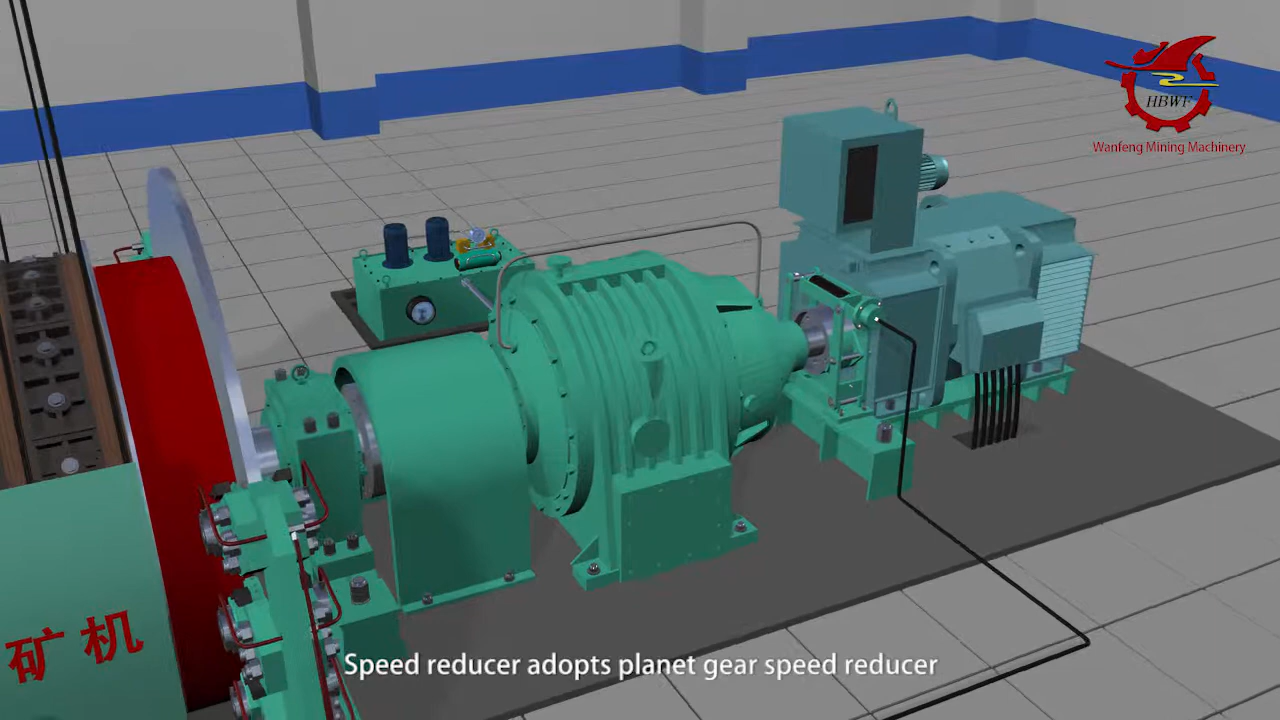 HBWF
Wanfeng Mining Machinery
矿机
Speed reducer adopts planet gear speed reducer